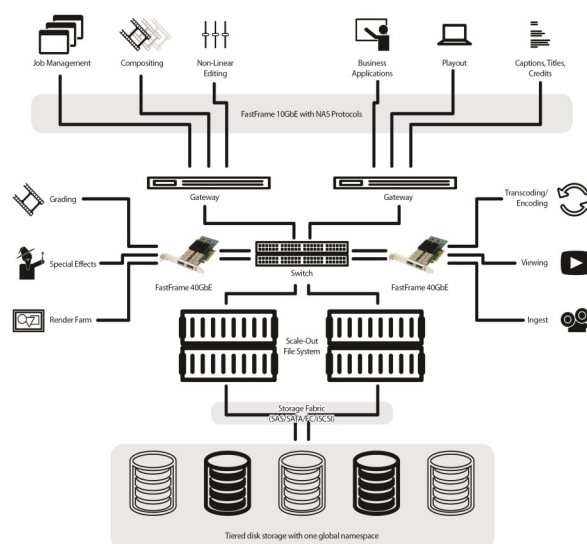 Job Management
Compositing
Non-Linear
Editing
Business
Applications
Playout
Captions, Titles,
Credits
FastFrame 10GbE with NAS Protocols
Gateway
Gateway
Grading
Transcoding/
Encoding
Special Effects
Viewing
Switch
FastFrame 40GbE
FastFrame 40GbE
Render Farm
Ingest
Scale-Out
File System
Storage Fabric
(SAS/SATA/FC/iSCSI)
Tiered disk storage with one global namespace